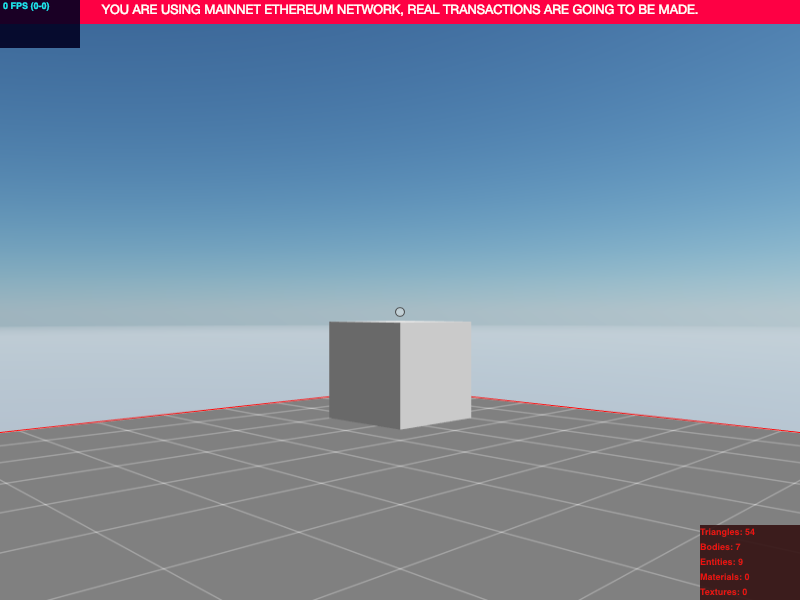 0 FPS (0-0)
YOU ARE USING MAINNET ETHEREUM NETWORK, REAL TRANSACTIONS ARE GOING TO BE MADE.
Triangles: 54
Bodies: 7
Entities: 9
Materials: 0
Textures: 0